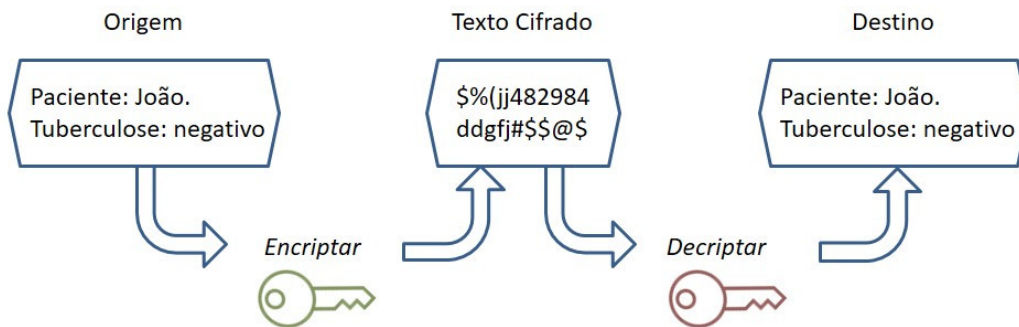 Origem
Texto Cifrado
Destino
Paciente: João.
Tuberculose: negativo
$%(jj482984
ddgfj#$$@$
Paciente: João.
Tuberculose: negativo
Encriptar
Decriptar